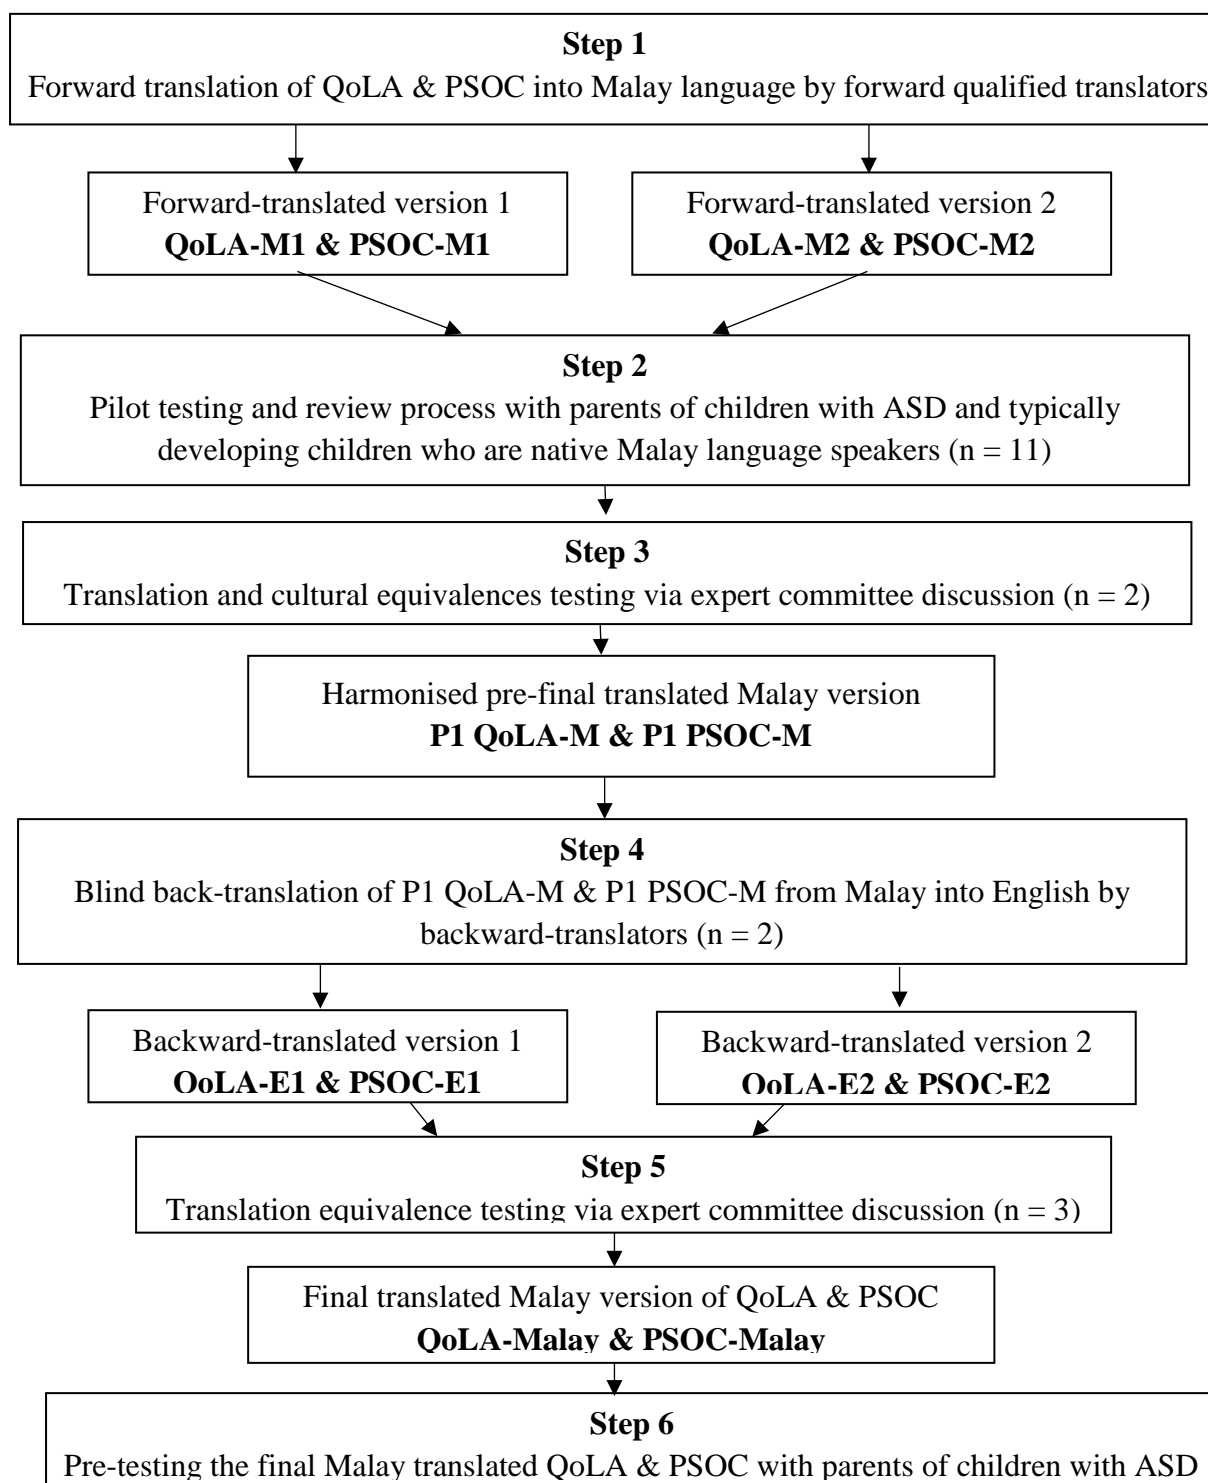 Step 1
Forward translation of QoLA & PSOC into Malay language by forward qualified translators
Forward-translated version 1
QoLA-M1 & PSOC-M1
Forward-translated version 2
QoLA-M2 & PSOC-M2
Step 2
Pilot testing and review process with parents of children with ASD and typically
developing children who are native Malay language speakers (n = 11)
Step 3
Translation and cultural equivalences testing via expert committee discussion (n = 2)
Harmonised pre-final translated Malay version
P1 QoLA-M & P1 PSOC-M
Step 4
Blind back-translation of P1 QoLA-M & P1 PSOC-M from Malay into English by
backward-translators (n = 2)
Backward-translated version 1
QoLA-E1 & PSOC-E1
Backward-translated version 2
QoLA-E2 & PSOC-E2
Step 5
Translation equivalence testing via expert committee discussion (n = 3)
Final translated Malay version of QoLA & PSOC
QoLA-Malay & PSOC-Malay
Step 6
Pre-testing the final Malay translated QoLA & PSOC with parents of children with ASD